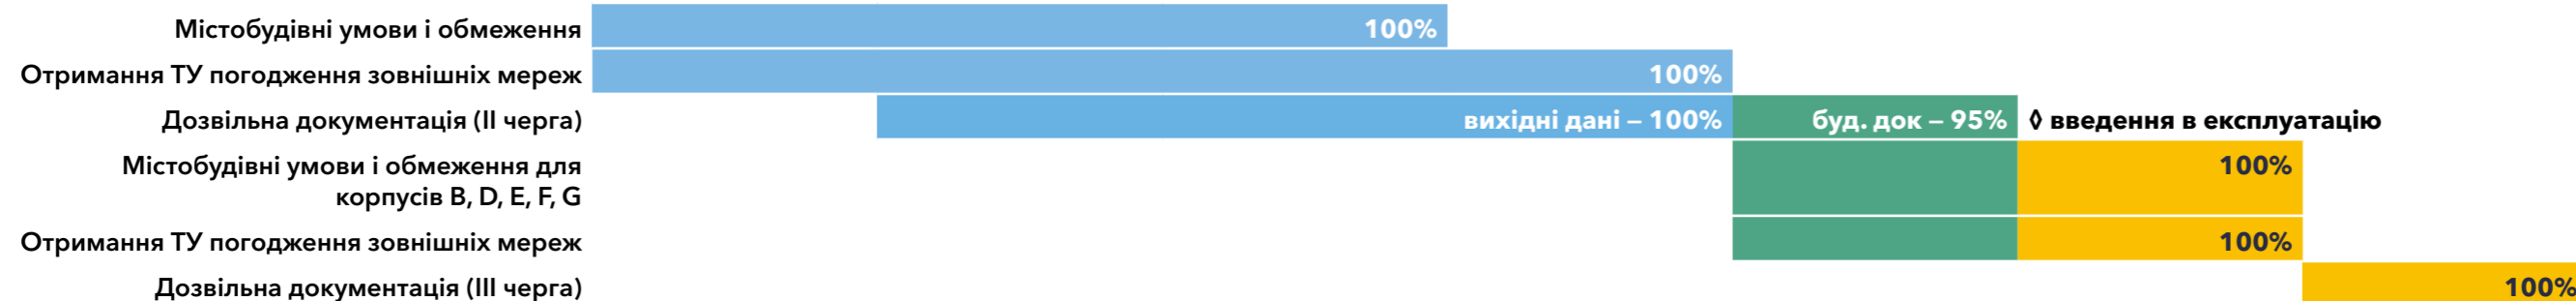 Містобудівні умови і обмеження 100%
Отримання ТУ погодження зовнішніх мереж 100%
Дозвільна документація (II черга) вихідні дані – 100% буд. док – 95% ◊ введення в експлуатацію
Містобудівні умови і обмеження для 100%
корпусів B, D, E, F, G
Отримання ТУ погодження зовнішніх мереж 100%
Дозвільна документація (III черга) 100%